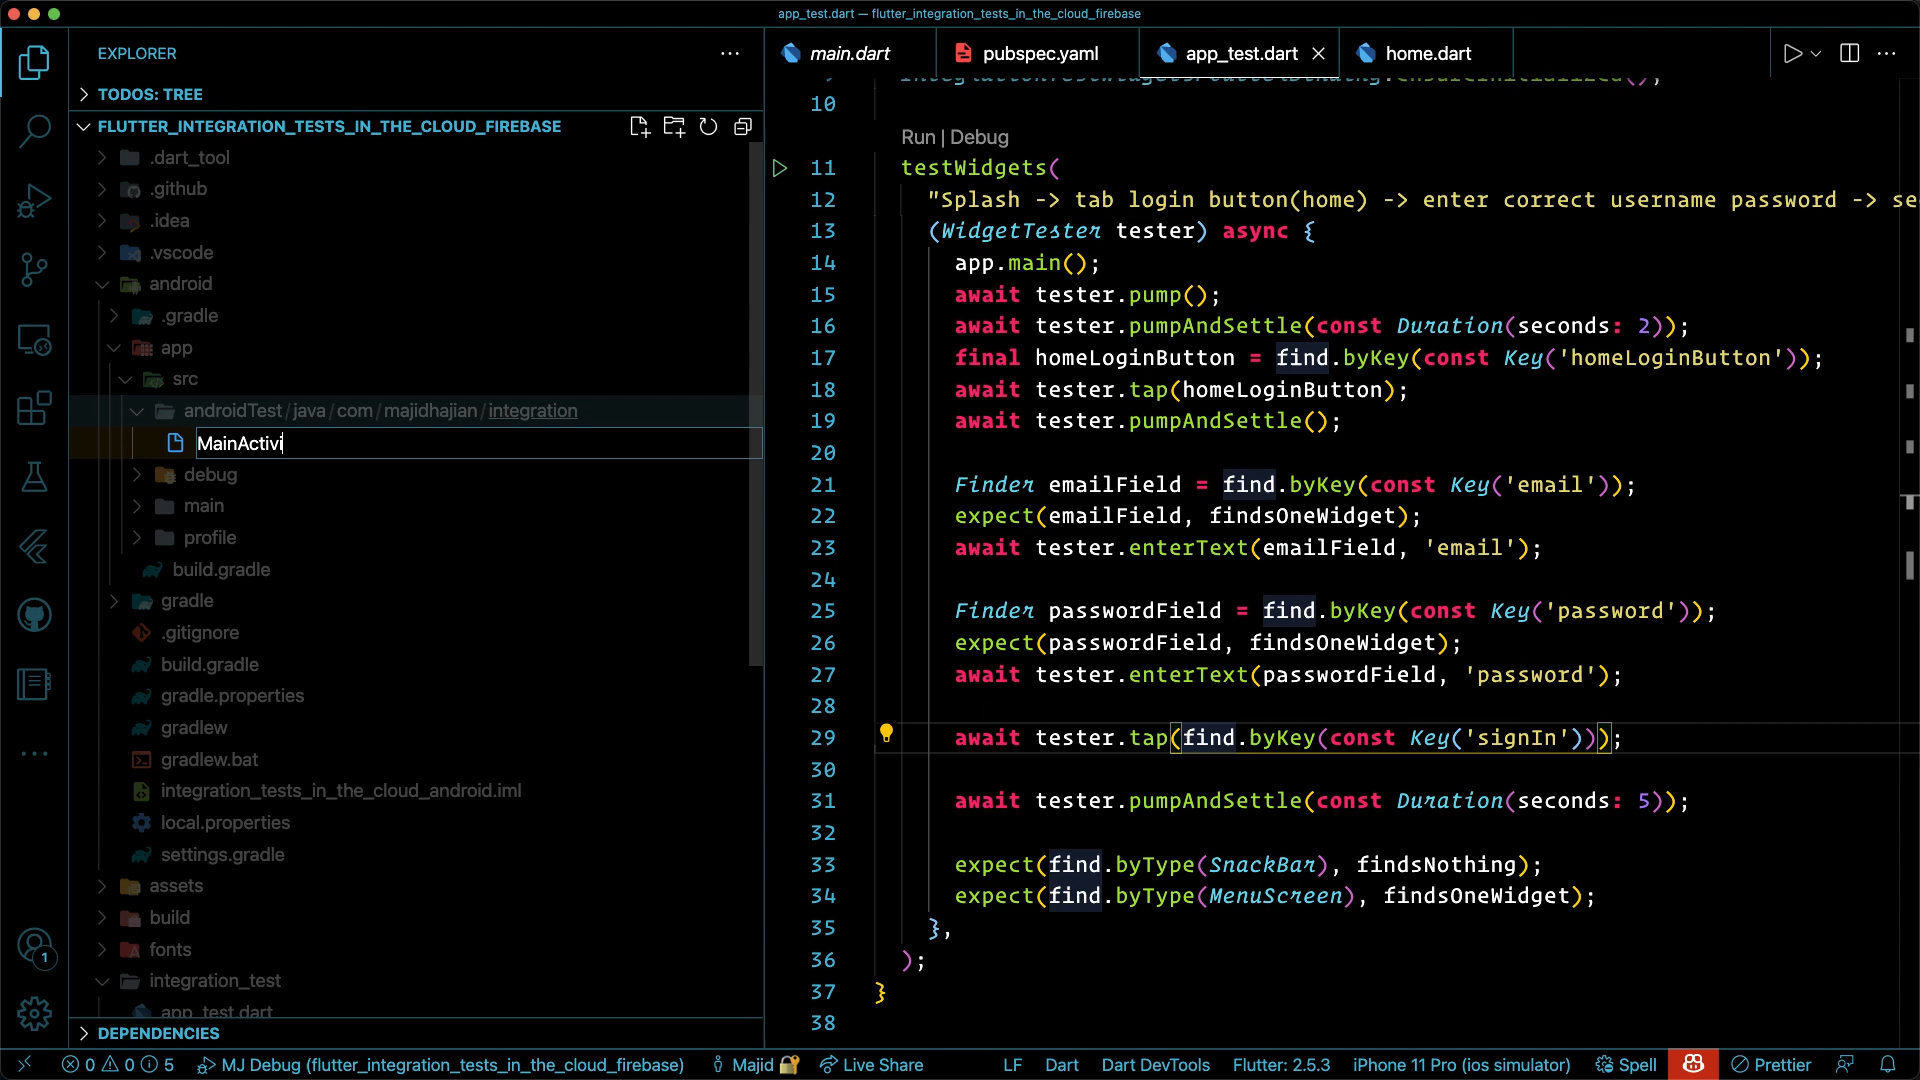 app_test.dart — flutter_integration_tests_in_the_cloud_firebase
EXPLORER
TODOS: TREE
FLUTTER_INTEGRATION_TESTS_IN_THE_CLOUD_FIREBASE
.dart_tool
.github
.idea
.vscode
android
.gradle
app
src
androidTest/java/com/majidhajian/integration
MainActivi
debug
main
profile
build.gradle
gradle
.gitignore
build.gradle
gradle.properties
gradlew
gradlew.bat
integration_tests_in_the_cloud_android.iml
local.properties
settings.gradle
assets
build
fonts
integration_test
app_test.dart
DEPENDENCIES
1
main.dart
pubspec.yaml
app_test.dart
home.dart
9 IntegrationTestWidgetsFlutterBinding.ensureInitialized();
10
Run | Debug
11 testWidgets(
12 "Splash -> tab login button(home) -> enter correct username password -> se
13 (WidgetTester tester) async {
14 app.main();
15 await tester.pump();
16 await tester.pumpAndSettle(const Duration(seconds: 2));
17 final homeLoginButton = find.byKey(const Key('homeLoginButton'));
18 await tester.tap(homeLoginButton);
19 await tester.pumpAndSettle();
20
21 Finder emailField = find.byKey(const Key('email'));
22 expect(emailField, findsOneWidget);
23 await tester.enterText(emailField, 'email');
24
25 Finder passwordField = find.byKey(const Key('password'));
26 expect(passwordField, findsOneWidget);
27 await tester.enterText(passwordField, 'password');
28
29 await tester.tap(find.byKey(const Key('signIn')));
30
31 await tester.pumpAndSettle(const Duration(seconds: 5));
32
33 expect(find.byType(SnackBar), findsNothing);
34 expect(find.byType(MenuScreen), findsOneWidget);
35 },
36 );
37 }
38
0 0 5 MJ Debug (flutter_integration_tests_in_the_cloud_firebase) Majid Live Share LF Dart Dart DevTools Flutter: 2.5.3 iPhone 11 Pro (ios simulator) Spell Prettier